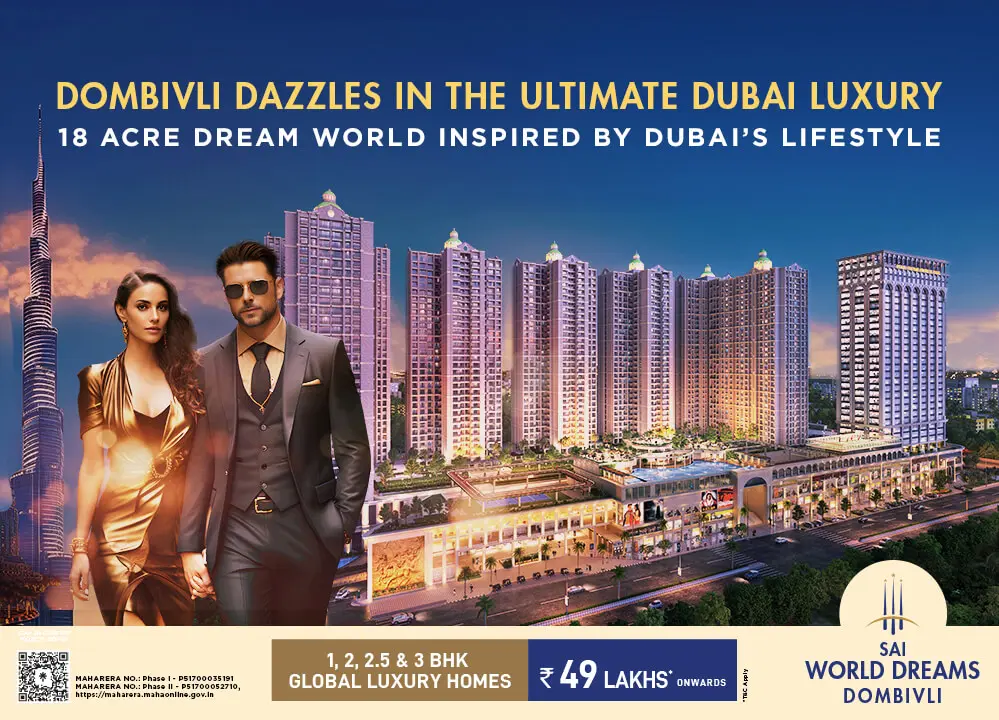 DOMBIVLI DAZZLES IN THE ULTIMATE DUBAI LUXURY
18 ACRE DREAM WORLD INSPIRED BY DUBAI'S LIFESTYLE
MAHARERA NO.: Phase I - P51700035191
MAHARERA NO.: Phase II - P51700052710,
https://maharera.mahaonline.gov.in
1, 2, 2.5 & 3 BHK
GLOBAL LUXURY HOMES
₹ 49 LAKHS* ONWARDS
*T&C Apply
SAI
WORLD DREAMS
DOMBIVLI